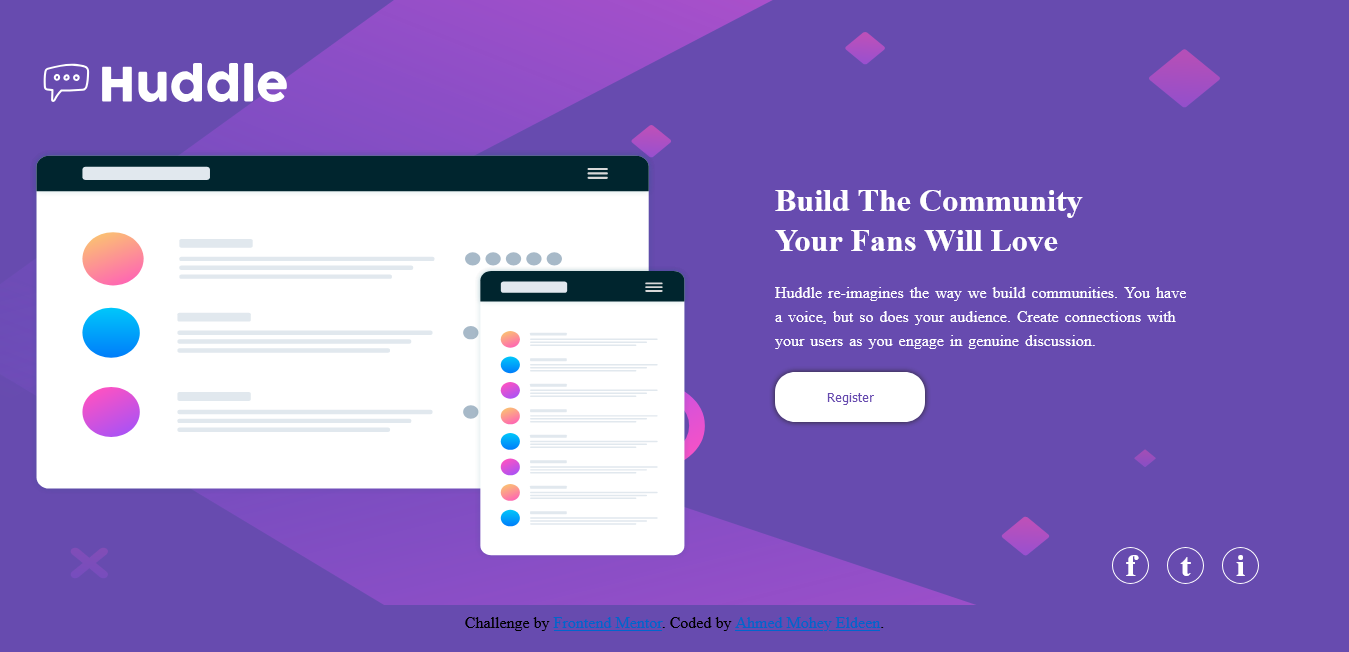 Huddle
Build The Community
Your Fans Will Love
Huddle re-imagines the way we build communities. You have
a voice, but so does your audience. Create connections with
your users as you engage in genuine discussion.
Register
f t i
Challenge by Frontend Mentor. Coded by Ahmed Mohey Eldeen.